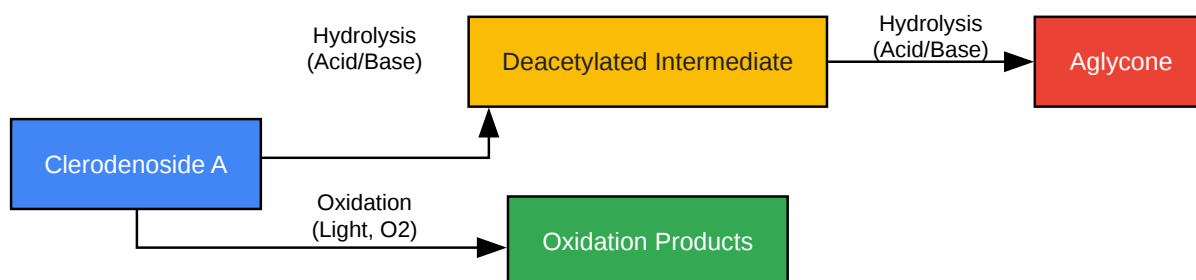 Hydrolysis
(Acid/Base)
Deacetylated Intermediate
Hydrolysis
(Acid/Base)
Aglycone
Clerodenoside A
Oxidation
(Light, O2)
Oxidation Products